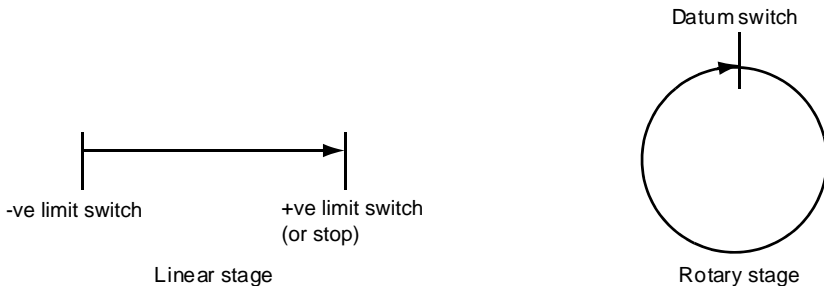 Datum switch
-ve limit switch
+ve limit switch
(or stop)
Linear stage
Rotary stage